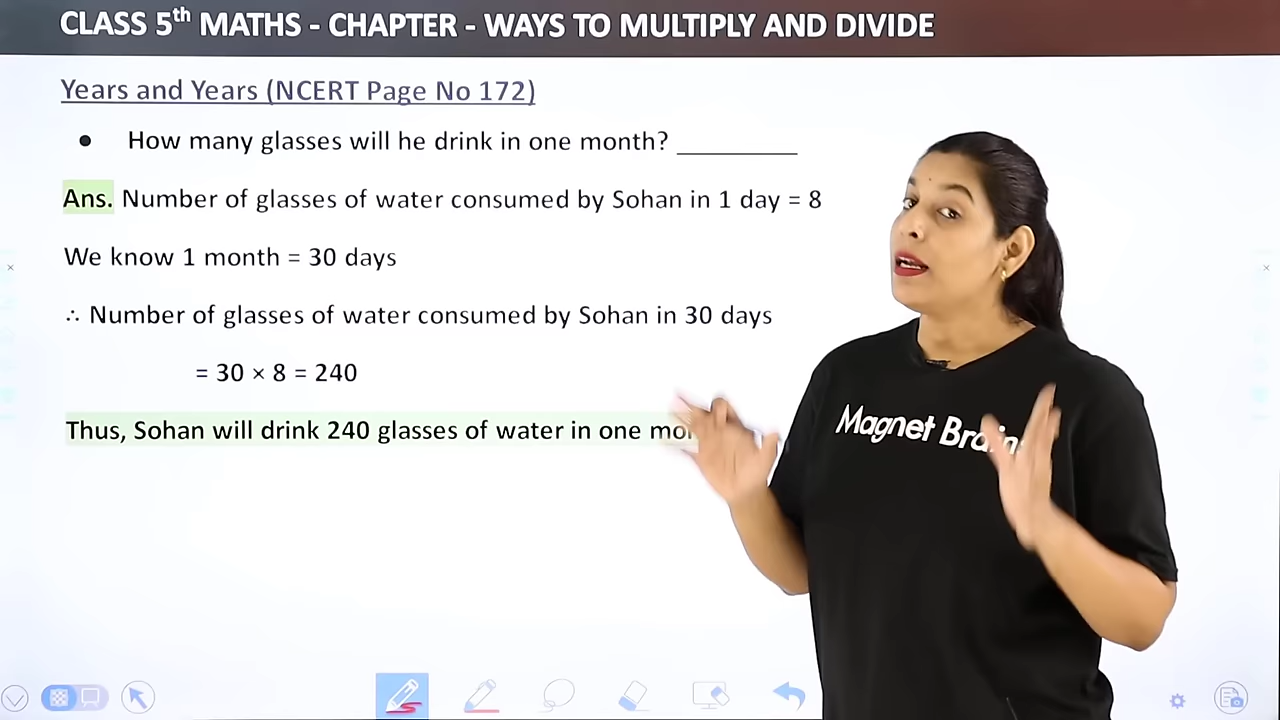 CLASS 5th MATHS - CHAPTER - WAYS TO MULTIPLY AND DIVIDE
Years and Years (NCERT Page No 172)
● How many glasses will he drink in one month? _________
Ans. Number of glasses of water consumed by Sohan in 1 day = 8
We know 1 month = 30 days
∴ Number of glasses of water consumed by Sohan in 30 days
= 30 × 8 = 240
Thus, Sohan will drink 240 glasses of water in one
Magnet